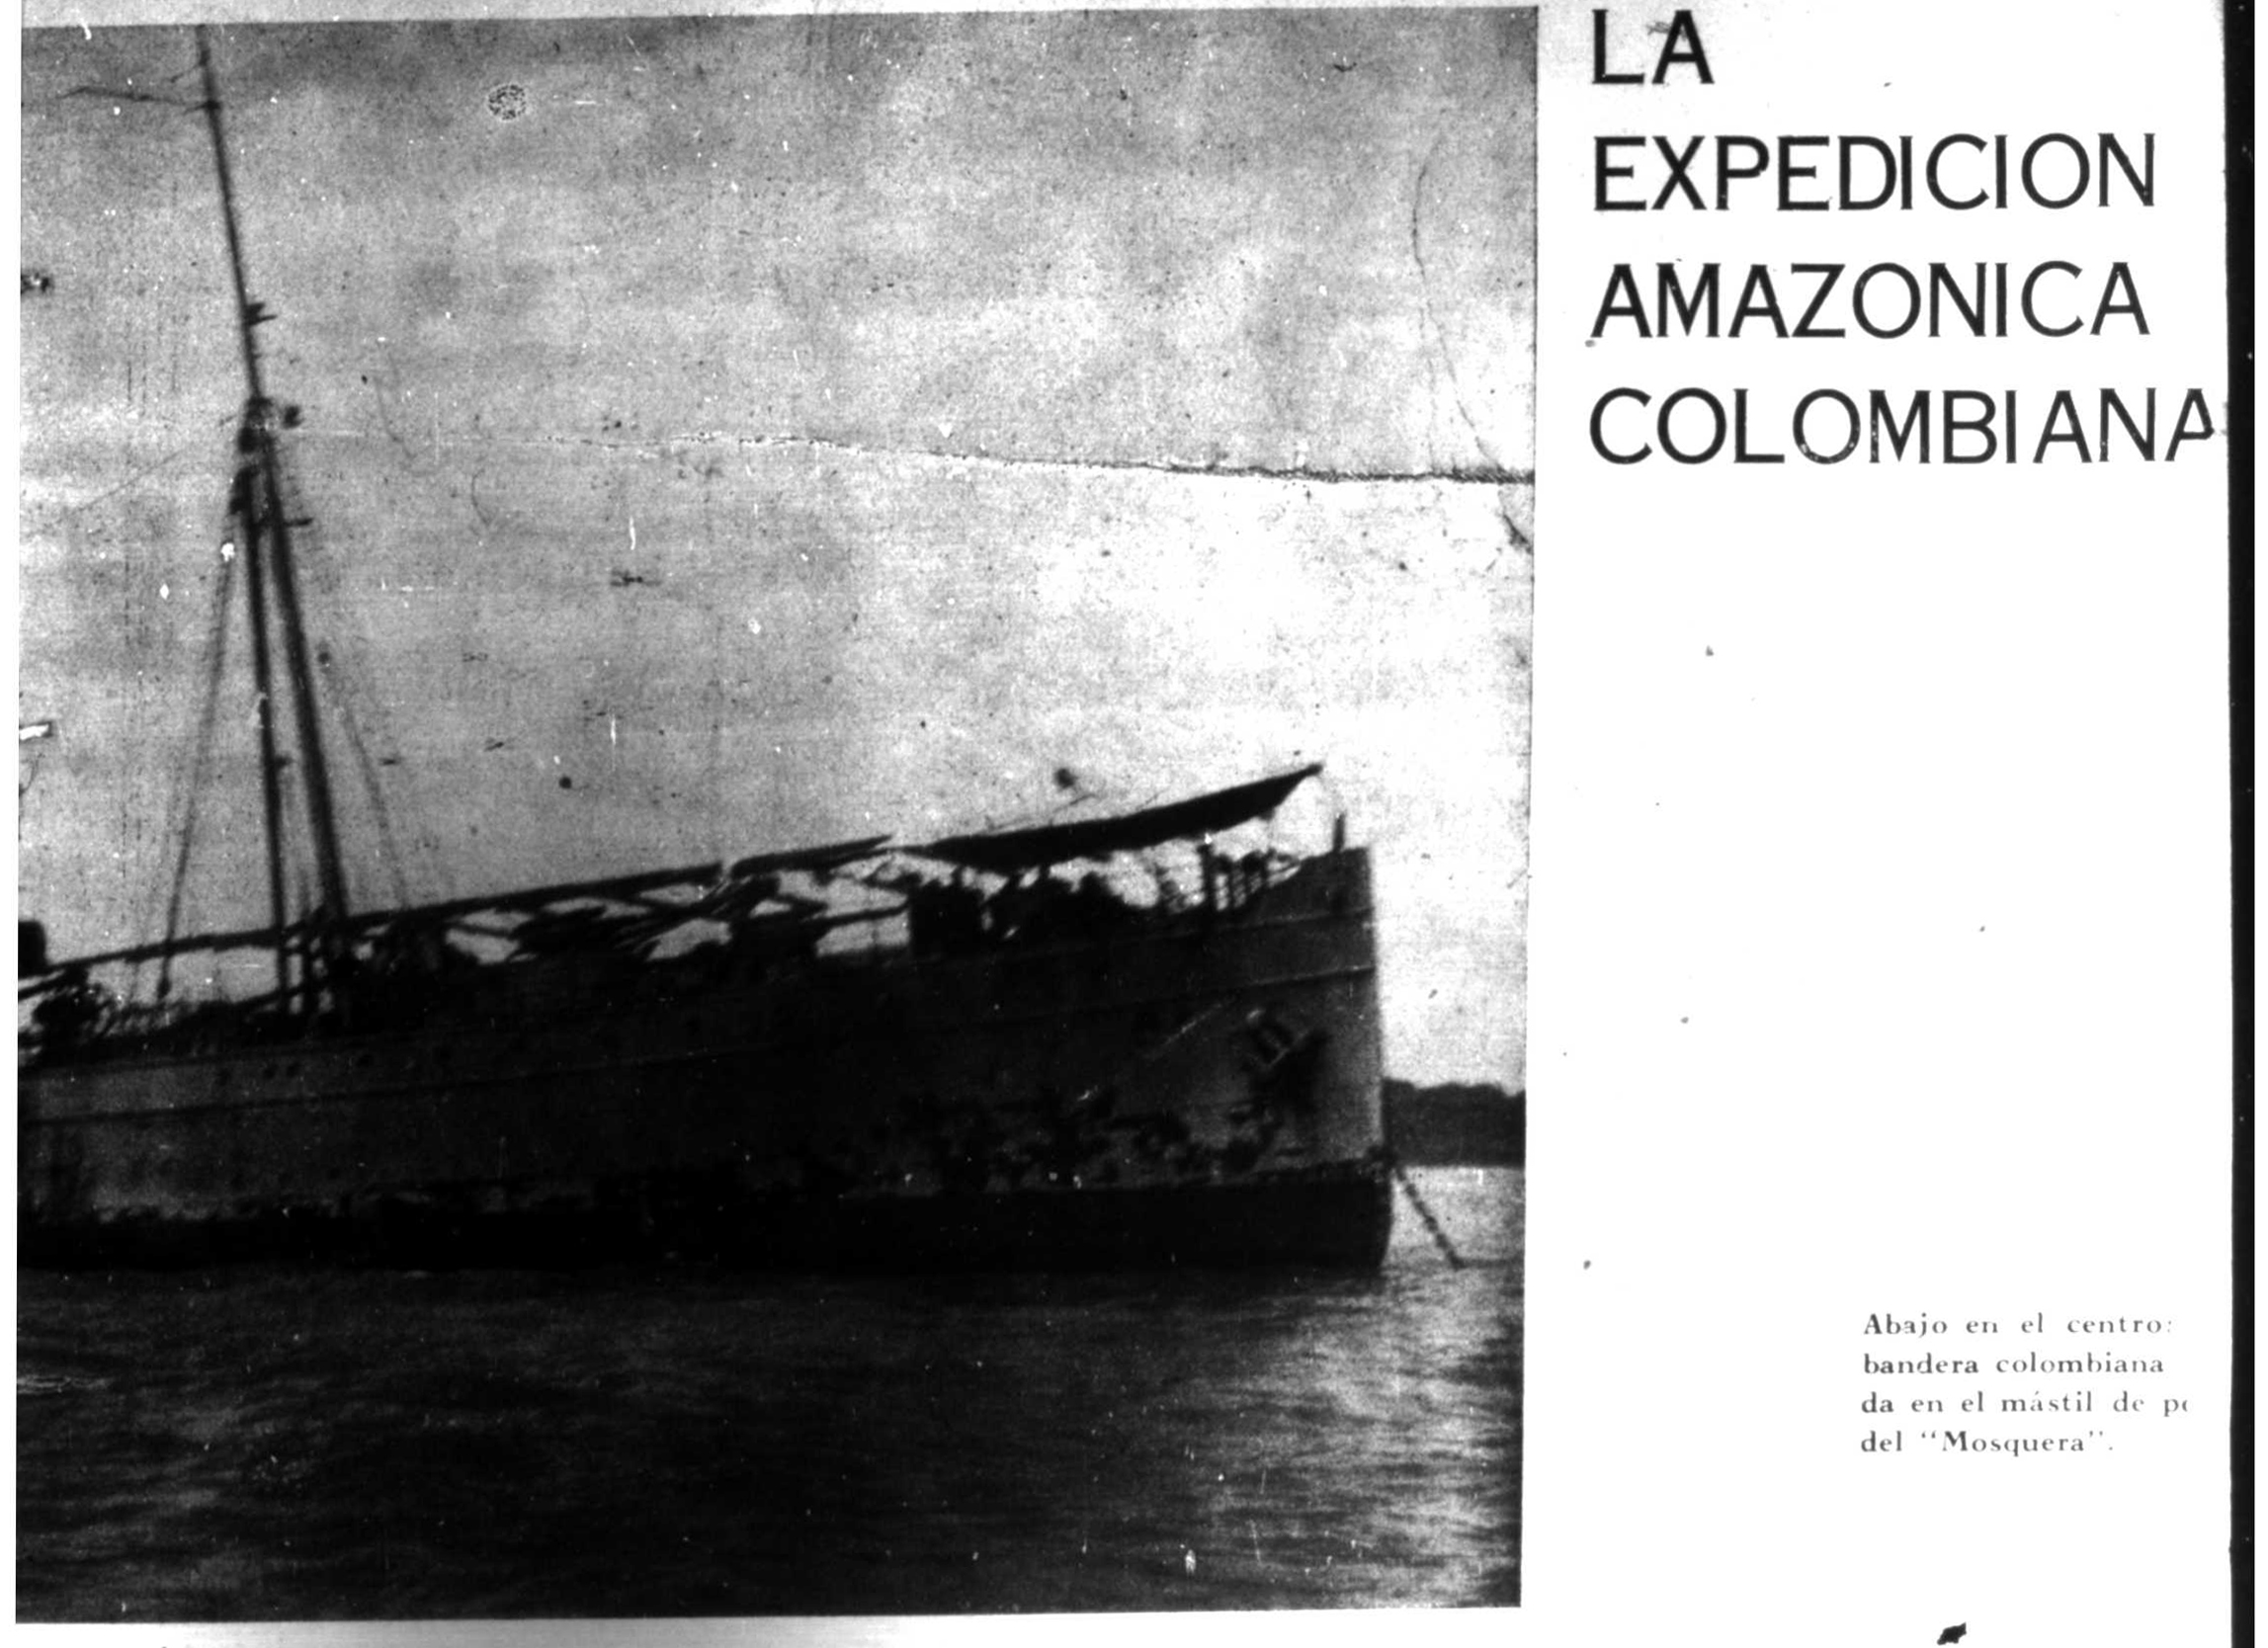 LA
EXPEDICION
AMAZONICA
COLOMBIANA
Abajo en el centro:
bandera colombiana
da en el mástil de
del "Mosquera".